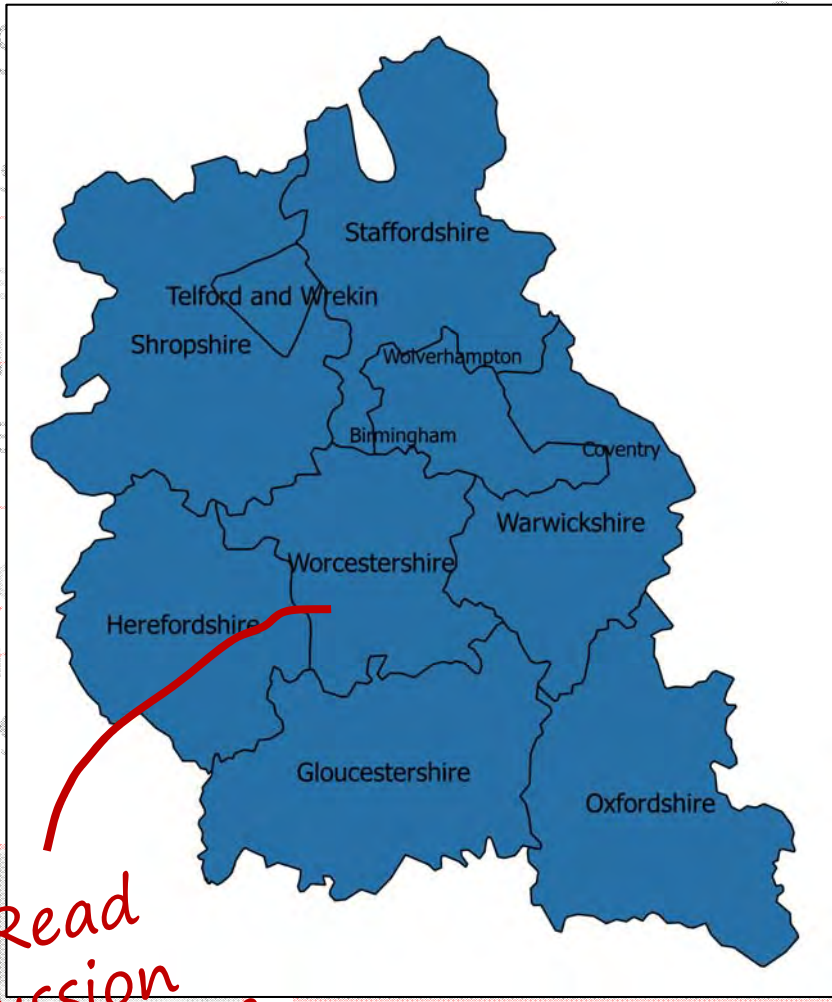 Staffordshire
Telford and Wrekin
Shropshire
Wolverhampton
Birmingham
Coventry
Warwickshire
Worcestershire
Herefordshire
Gloucestershire
Oxfordshire
Read